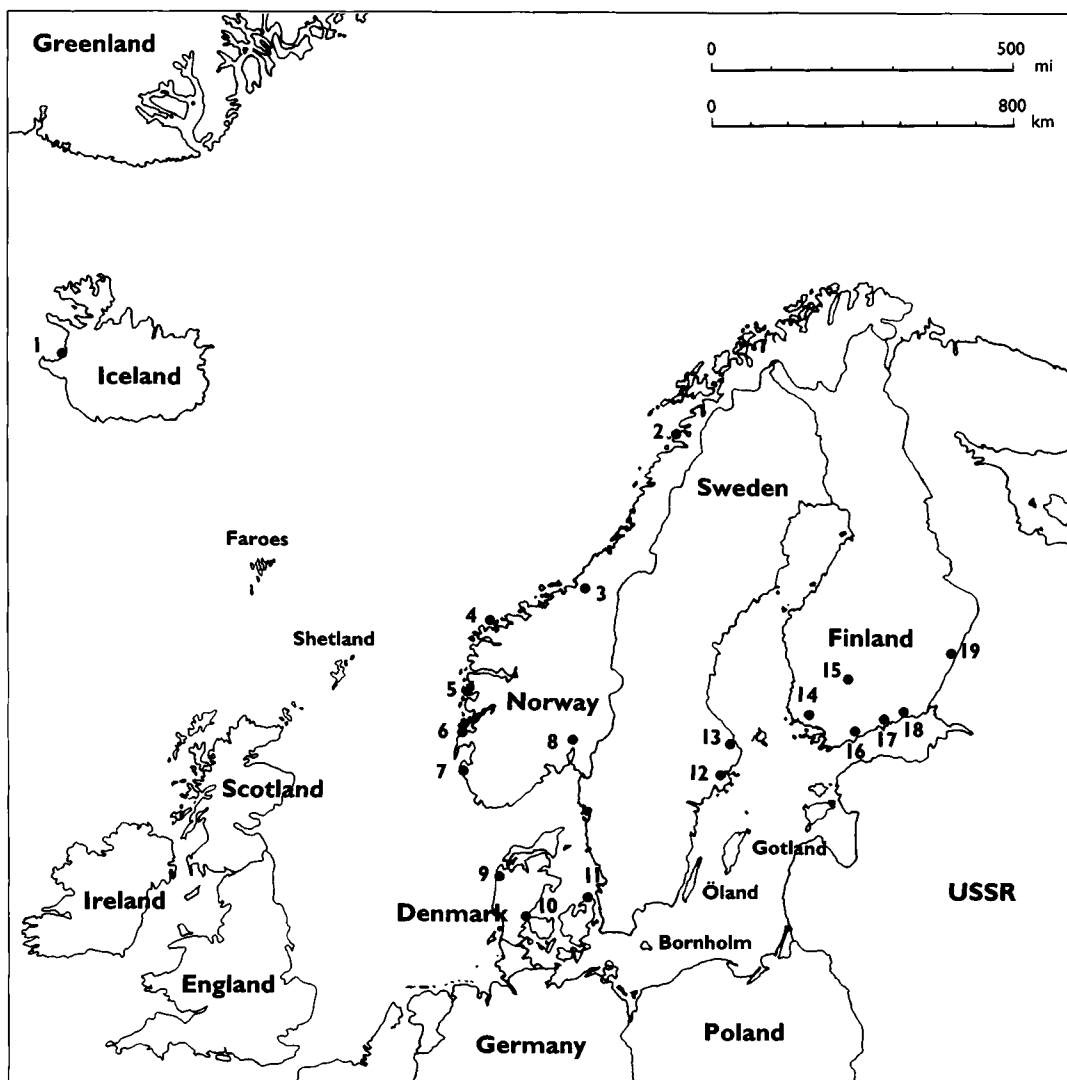 Greenland
0 500
mi
0 800
km
1
Iceland
2
Sweden
Faroes
3
4
Shetland
Finland
19
15
5
Norway
14
6
8
13
18
17
16
7
12
Scotland
Gotland
9
11
Ireland
Öland
USSR
Denmark
10
Bornholm
England
Poland
Germany